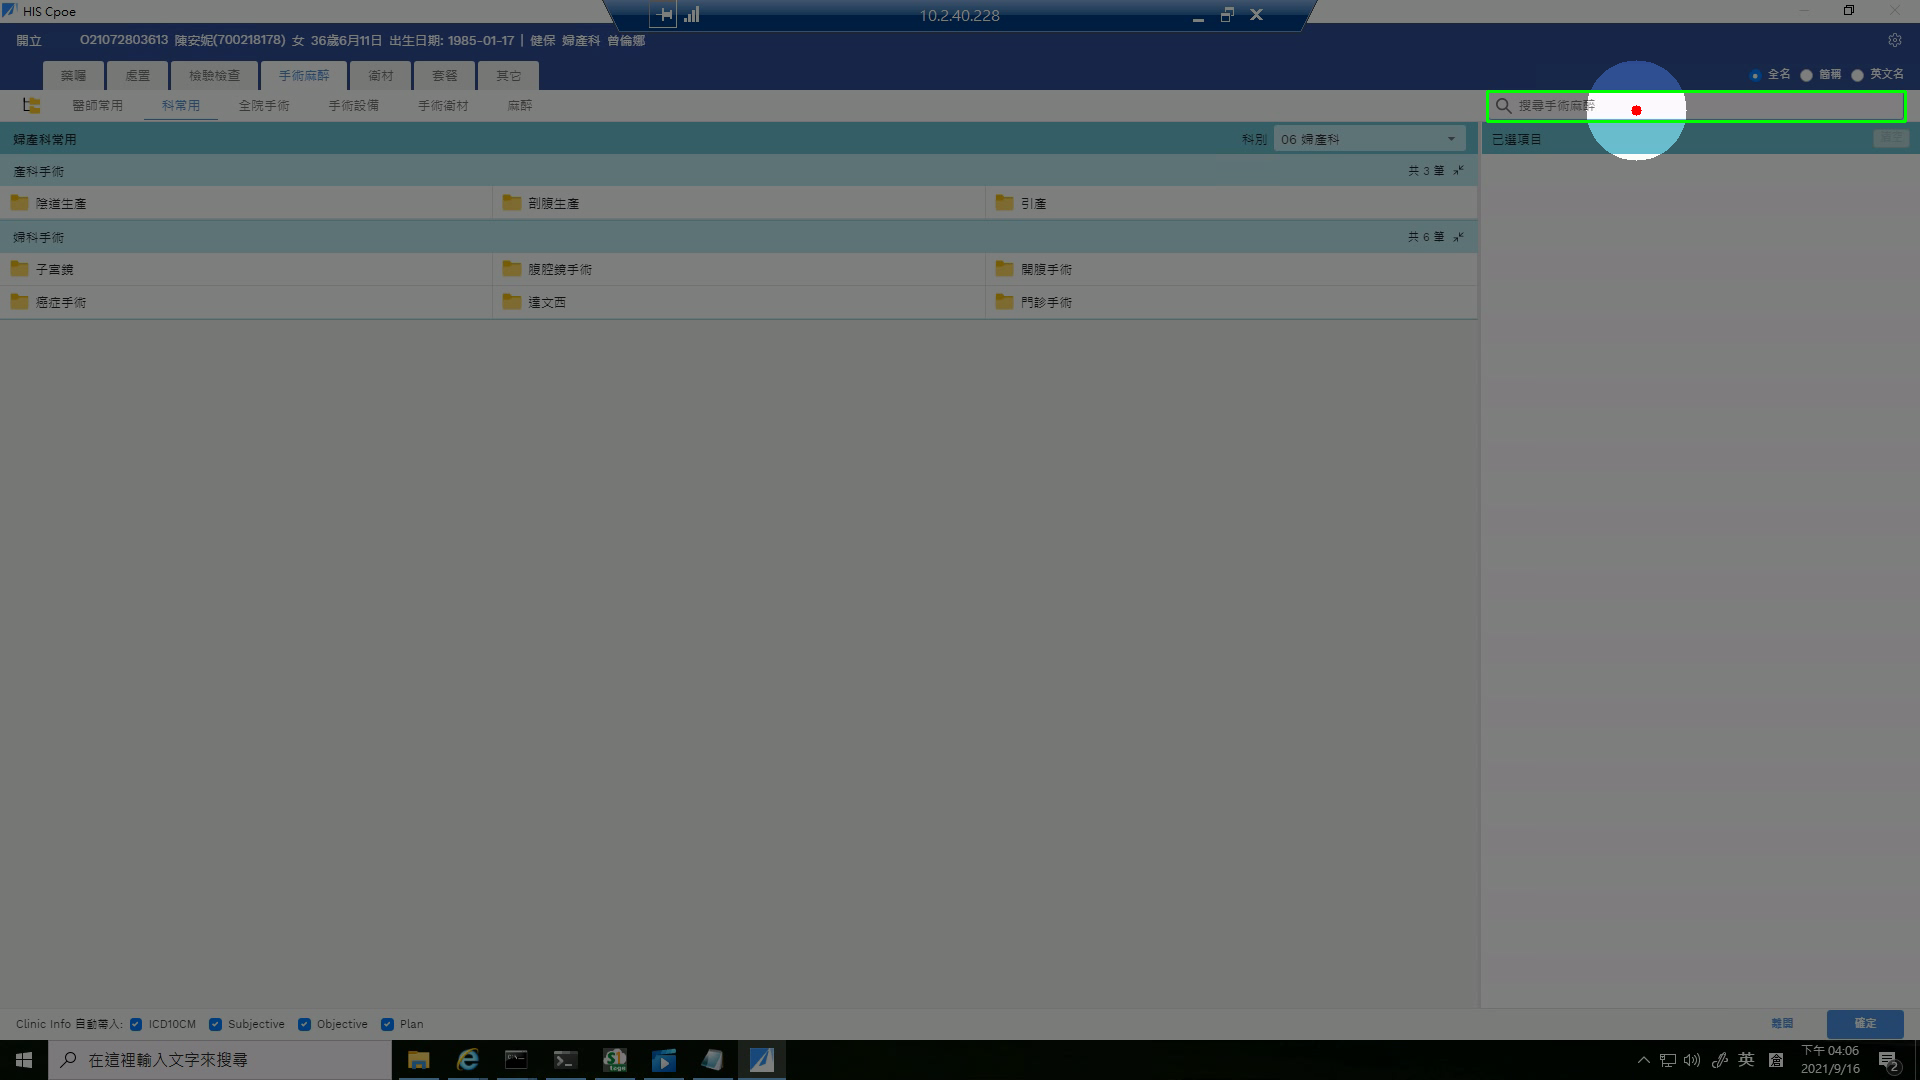 HIS Cpoe
10.2.40.228
開立 O21072803613 陳安妮(700218178) 女 36歲6月11日 出生日期: 1985-01-17 | 健保 婦產科 曾倫娜
藥囑 處置 檢驗檢查 手術麻醉 衛材 套餐 其它
全名 簡稱 英文名
醫師常用 科常用 全院手術 手術設備 手術衛材 麻醉
搜尋手術麻醉
婦產科常用 科別 06 婦產科
已選項目 清空
產科手術 共 3 筆
陰道生產 剖腹生產 引產
婦科手術 共 6 筆
子宮鏡 腹腔鏡手術 開腹手術
癌症手術 達文西 門診手術
Clinic Info 自動帶入: ICD10CM Subjective Objective Plan
離開 確定
在這裡輸入文字來搜尋
英 倉
下午 04:06
2021/9/16
2